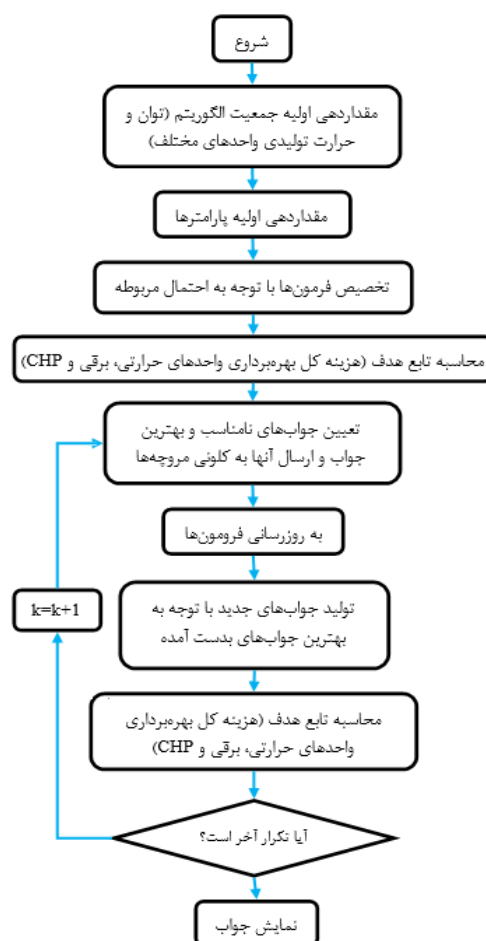 شروع
مقداردهی اولیه جمعیت الگوریتم (توان و
حرارت تولیدی واحدهای مختلف)
مقداردهی اولیه پارامترها
تخصیص فرمون‌ها با توجه به احتمال مربوطه
محاسبه تابع هدف (هزینه کل بهره‌برداری واحدهای حرارتی، برقی و CHP)
تعیین جواب‌های نامناسب و بهترین
جواب و ارسال آنها به کلونی مروچه‌ها
به روزرسانی فرومون‌ها
تولید جواب‌های جدید با توجه به
بهترین جواب‌های بدست آمده
k=k+1
محاسبه تابع هدف (هزینه کل بهره‌برداری
واحدهای حرارتی، برقی و CHP)
آیا تکرار آخر است؟
نمایش جواب